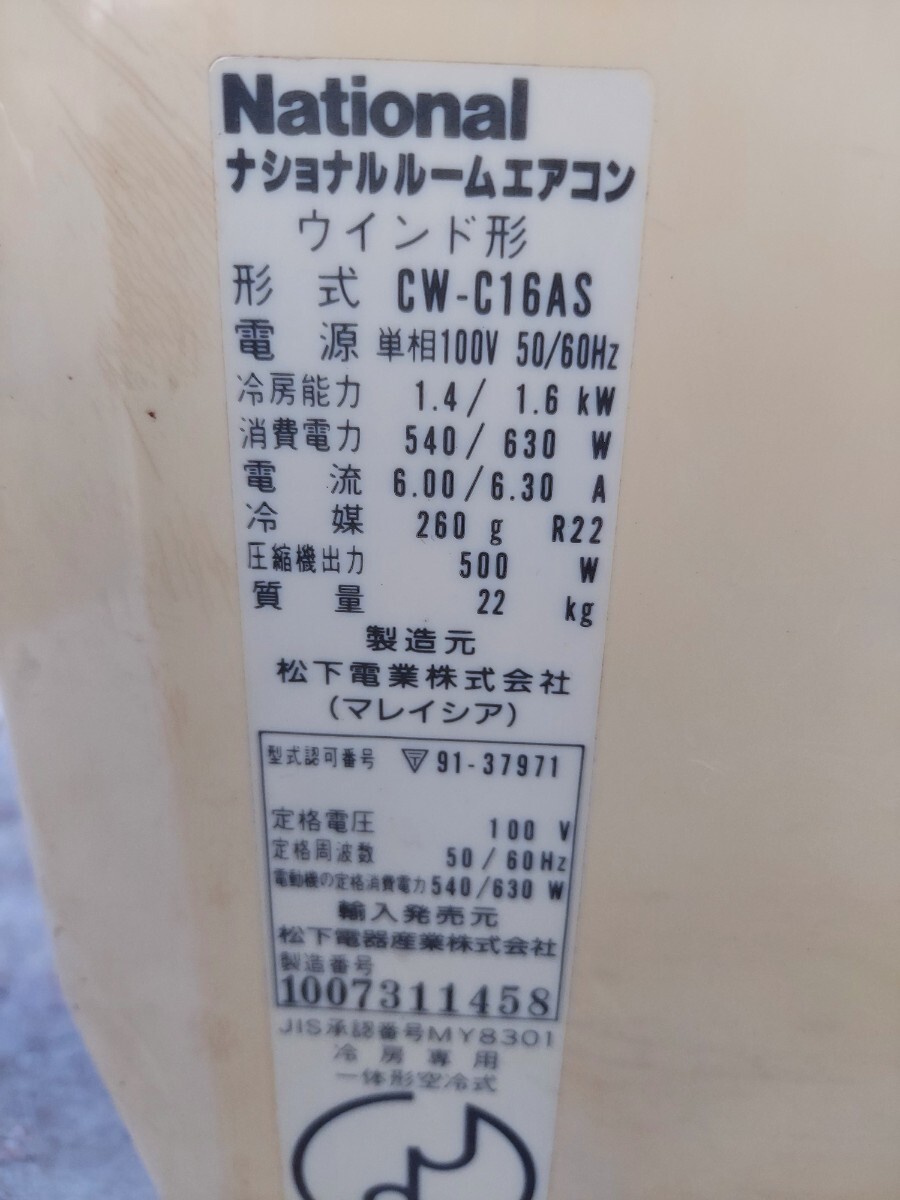 National
ナショナルルームエアコン
ウインド形
形式 CW-C16AS
電源 単相100V 50/60Hz
冷房能力 1.4/ 1.6 kW
消費電力 540/ 630 W
電流 6.00/6.30 A
冷媒 260 g R22
圧縮機出力 500 W
質量 22 kg
製造元
松下電業株式会社
(マレイシア)
型式認可番号 〒 91-37971
定格電圧 100 V
定格周波数 50/60Hz
電動機の定格消費電力 540/630 W
輸入発売元
松下電器産業株式会社
製造番号
1007311458
JIS承認番号MY8301
冷房専用
一体形空冷式